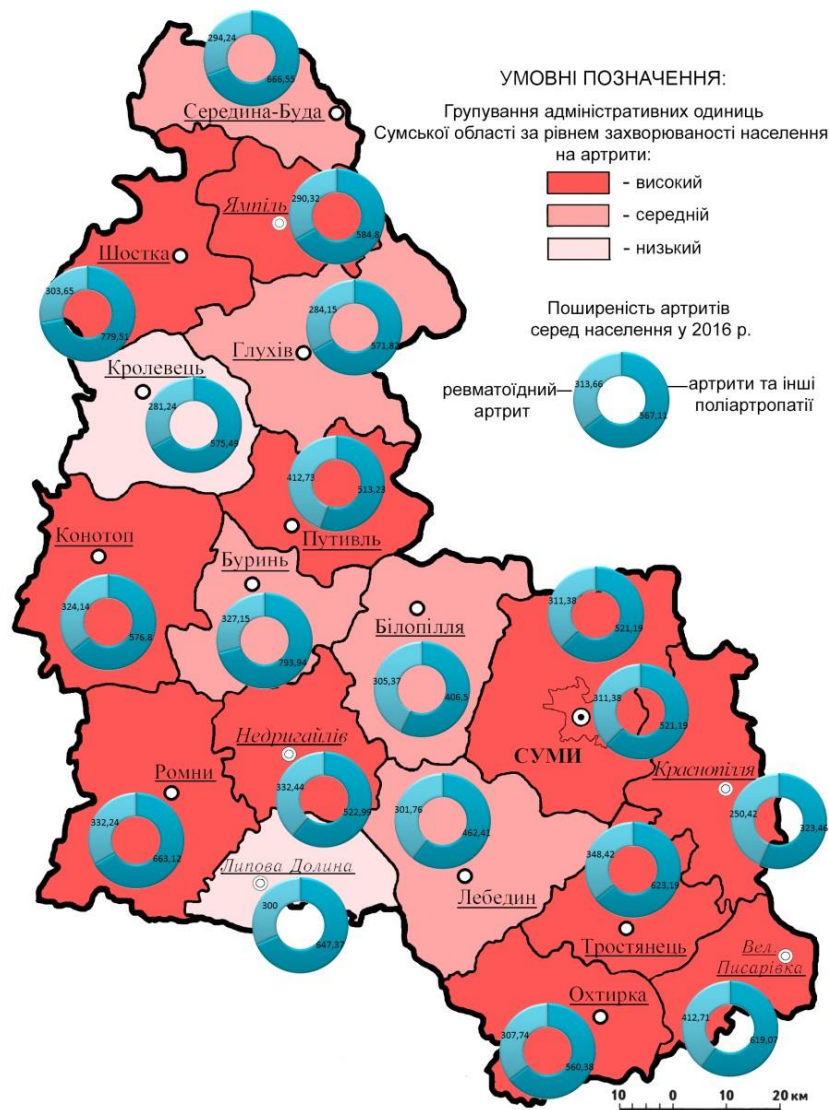 294,24
666,55
Середина-Буда
УМОВНІ ПОЗНАЧЕННЯ:
Групування адміністративних одиниць
Сумської області за рівнем захворюваності населення
на артрити:
- високий
- середній
- низький
290,32
584,8
Ямпіль
Шостка
303,65
779,51
284,15
571,82
Глухів
Поширеність артритів
серед населення у 2016 р.
ревматоїдний
артрит
313,66
567,11
артрити та інші
поліартропатії
Кролевець
281,24
575,49
412,73
513,23
Путивль
Конотоп
324,14
576,8
Буринь
327,15
793,94
Білопілля
305,37
406,5
311,38
521,19
311,38
521,19
СУМИ
Недригайлів
332,44
522,99
Ромни
332,24
663,12
Краснопілля
250,42
323,46
301,76
462,41
Лебедин
348,42
623,19
Тростянець
Липова Долина
300
647,37
Вел.
Писарівка
412,71
619,07
Охтирка
307,74
560,38
10 0 10 20 км